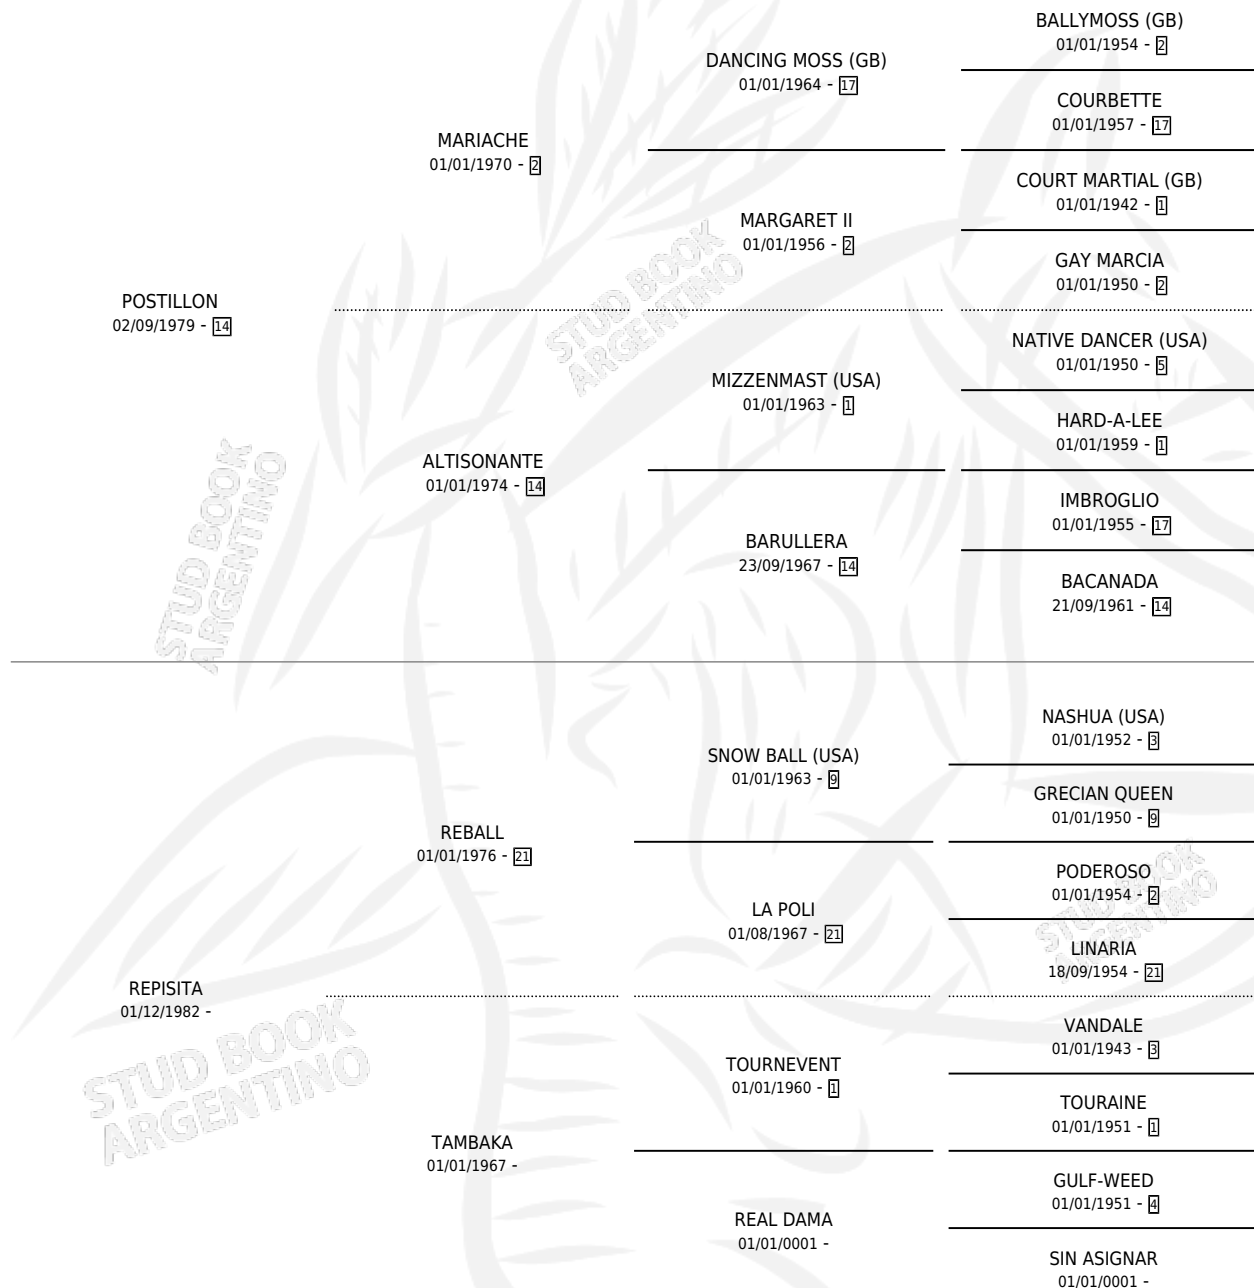 BALLYMOSS (GB)
01/01/1954 - 2
DANCING MOSS (GB)
01/01/1964 - 17
COURBETTE
01/01/1957 - 17
MARIACHE
01/01/1970 - 2
COURT MARTIAL (GB)
01/01/1942 - 1
MARGARET II
01/01/1956 - 2
GAY MARCIA
01/01/1950 - 2
POSTILLON
02/09/1979 - 14
NATIVE DANCER (USA)
01/01/1950 - 5
MIZZENMAST (USA)
01/01/1963 - 1
HARD-A-LEE
01/01/1959 - 1
ALTISONANTE
01/01/1974 - 14
IMBROGLIO
01/01/1955 - 17
BARULLERA
23/09/1967 - 14
BACANADA
21/09/1961 - 14
NASHUA (USA)
01/01/1952 - 3
SNOW BALL (USA)
01/01/1963 - 9
GRECIAN QUEEN
01/01/1950 - 9
REBALL
01/01/1976 - 21
PODEROSO
01/01/1954 - 2
LA POLI
01/08/1967 - 21
LINARIA
18/09/1954 - 21
REPISITA
01/12/1982 -
VANDALE
01/01/1943 - 3
TOURNEVENT
01/01/1960 - 1
TOURAINE
01/01/1951 - 1
TAMBAKA
01/01/1967 -
GULF-WEED
01/01/1951 - 4
REAL DAMA
01/01/0001 -
SIN ASIGNAR
01/01/0001 -
STUD BOOK
ARGENTINO
STUD BOOK
ARGENTINO
STUD BOOK
ARGENTINO
STUD BOOK
ARGENTINO